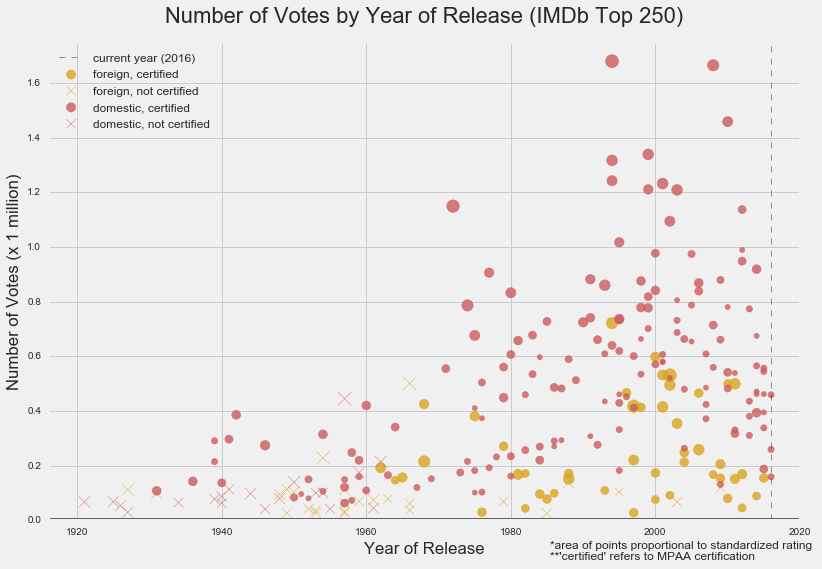 Number of Votes by Year of Release (IMDb Top 250)
current year (2016)
foreign, certified
foreign, not certified
domestic, certified
domestic, not certified
Number of Votes (x 1 million)
1.6
1.4
1.2
1.0
0.8
0.6
0.4
0.2
0.0
1920 1940 1960 1980 2000 2020
Year of Release
*area of points proportional to standardized rating
**'certified' refers to MPAA certification